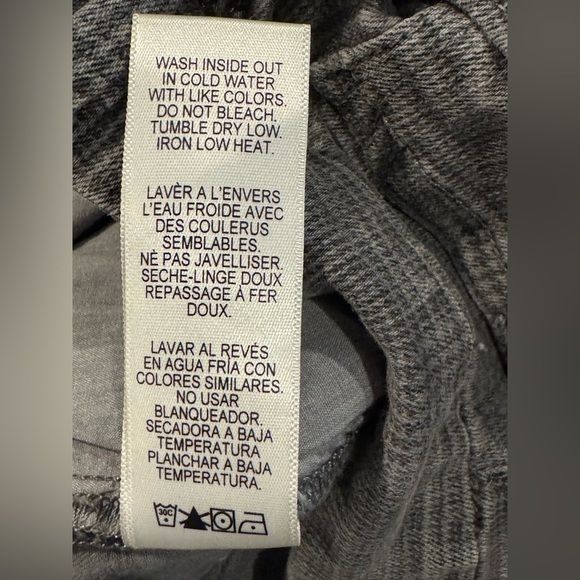 WASH INSIDE OUT
IN COLD WATER
WITH LIKE COLORS.
DO NOT BLEACH.
TUMBLE DRY LOW.
IRON LOW HEAT.
LAVÈR A L'ENVERS
L'EAU FROIDE AVEC
DES COULERUS
SEMBLABLES.
NÉ PAS JAVELLISER.
SECHE-LINGE DOUX
REPASSAGE À FER
DOUX.
LAVAR AL REVÉS
EN AGUA FRÍA CON
COLORES SIMILARES.
NO USAR
BLANQUEADOR.
SECADORA A BAJA
TEMPERATURA
PLANCHAR A BAJA
TEMPERATURA.
30C